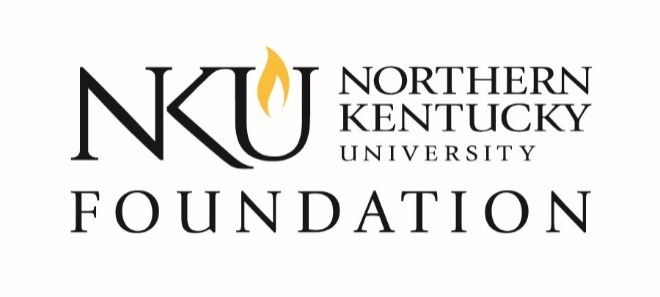 NKU
NORTHERN
KENTUCKY
UNIVERSITY
FOUNDATION